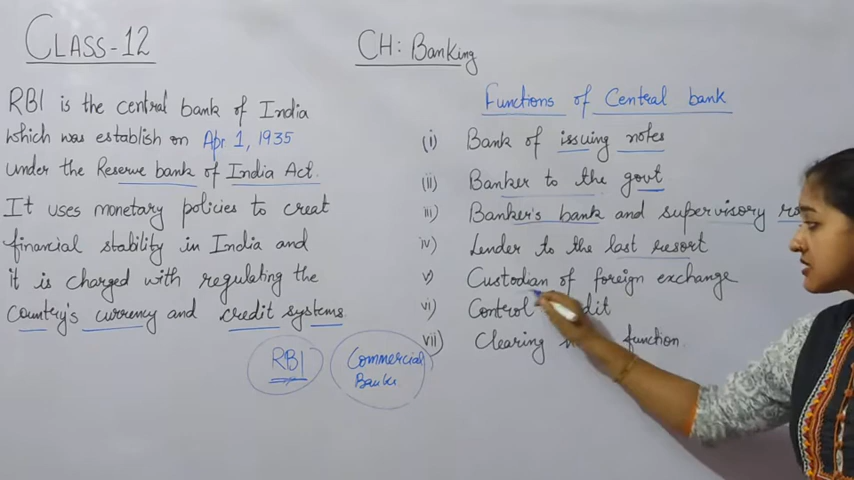 CLASS-12
CH: Banking
RBI is the central bank of India
which was establish on Apr 1, 1935
under the Reserve bank of India Act.
It uses monetary policies to creat
financial stability in India and
it is charged with regulating the
country's currency and credit systems.
RBI
Commercial
Banks
Functions of Central bank
(i) Bank of issuing notes
(ii) Banker to the govt
iii) Banker's bank and supervisory
iv) Lender to the last resort
v) Custodian of foreign exchange
vi) Control
vii) Clearing function